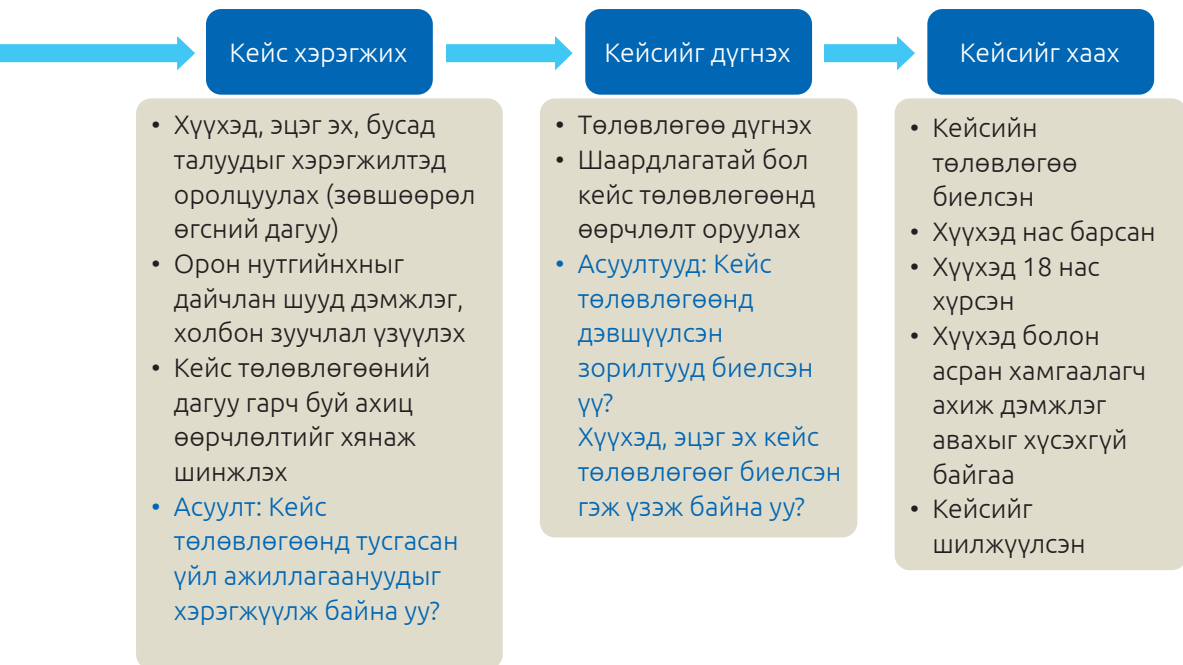 Кейс хэрэгжих
• Хүүхэд, эцэг эх, бусад
талуудыг хэрэгжилтэд
оролцуулах (зөвшөөрөл
өгсний дагуу)
• Орон нутгийнхныг
дайчлан шууд дэмжлэг,
холбон зуучлал үзүүлэх
• Кейс төлөвлөгөөний
дагуу гарч буй ахиц
өөрчлөлтийг хянаж
шинжлэх
• Асуулт: Кейс
төлөвлөгөөнд тусгасан
үйл ажиллагаануудыг
хэрэгжүүлж байна уу?
Кейсийг дүгнэх
• Төлөвлөгөө дүгнэх
• Шаардлагатай бол
кейс төлөвлөгөөнд
өөрчлөлт оруулах
• Асуултууд: Кейс
төлөвлөгөөнд
дэвшүүлсэн
зорилтууд биелсэн
үү?
Хүүхэд, эцэг эх кейс
төлөвлөгөөг биелсэн
гэж үзэж байна уу?
Кейсийг хаах
• Кейсийн
төлөвлөгөө
биелсэн
• Хүүхэд нас барсан
• Хүүхэд 18 нас
хүрсэн
• Хүүхэд болон
асран хамгаалагч
ахиж дэмжлэг
авахыг хүсэхгүй
байгаа
• Кейсийг
шилжүүлсэн